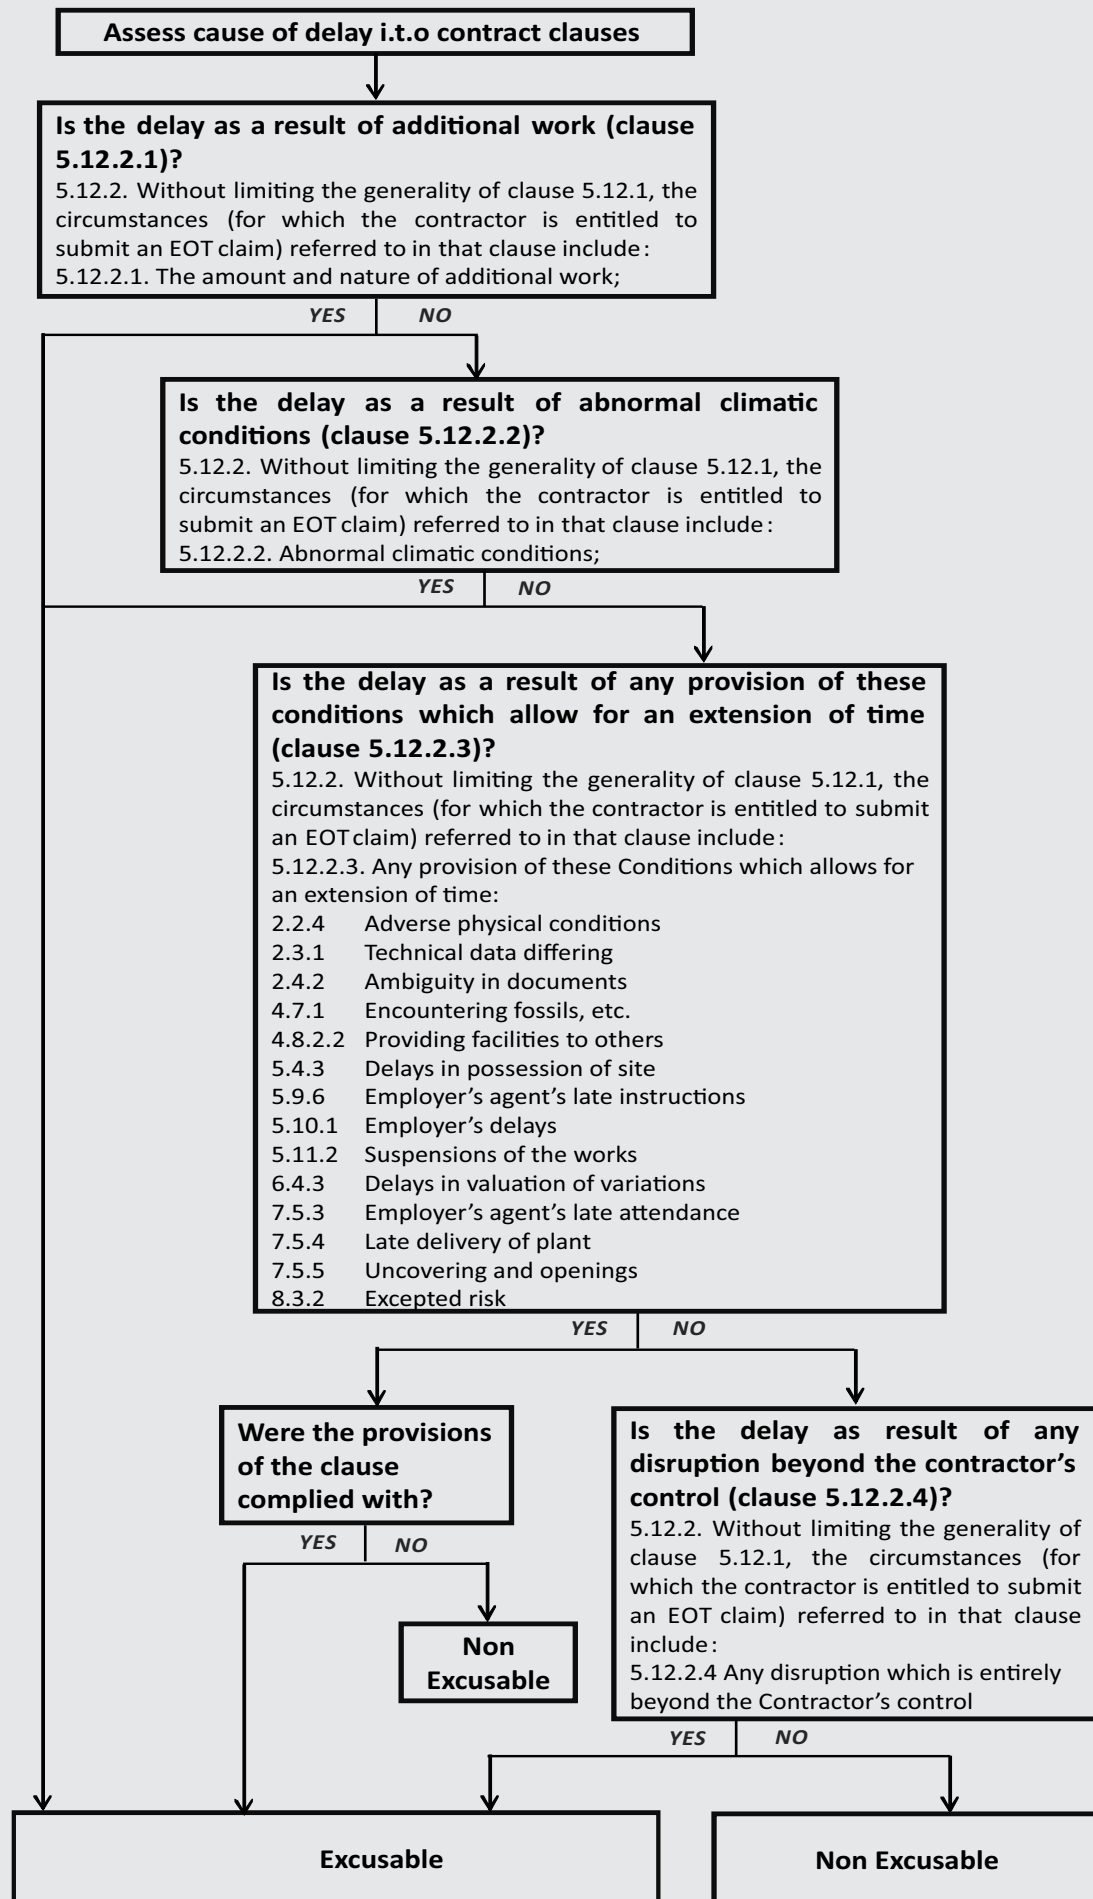 Assess cause of delay i.t.o contract clauses
Is the delay as a result of additional work (clause
5.12.2.1)?
5.12.2. Without limiting the generality of clause 5.12.1, the
circumstances (for which the contractor is entitled to
submit an EOT claim) referred to in that clause include:
5.12.2.1. The amount and nature of additional work;
YES NO
Is the delay as a result of abnormal climatic
conditions (clause 5.12.2.2)?
5.12.2. Without limiting the generality of clause 5.12.1, the
circumstances (for which the contractor is entitled to
submit an EOT claim) referred to in that clause include:
5.12.2.2. Abnormal climatic conditions;
YES NO
Is the delay as a result of any provision of these
conditions which allow for an extension of time
(clause 5.12.2.3)?
5.12.2. Without limiting the generality of clause 5.12.1, the
circumstances (for which the contractor is entitled to submit
an EOT claim) referred to in that clause include:
5.12.2.3. Any provision of these Conditions which allows for
an extension of time:
2.2.4 Adverse physical conditions
2.3.1 Technical data differing
2.4.2 Ambiguity in documents
4.7.1 Encountering fossils, etc.
4.8.2.2 Providing facilities to others
5.4.3 Delays in possession of site
5.9.6 Employer's agent's late instructions
5.10.1 Employer's delays
5.11.2 Suspensions of the works
6.4.3 Delays in valuation of variations
7.5.3 Employer's agent's late attendance
7.5.4 Late delivery of plant
7.5.5 Uncovering and openings
8.3.2 Excepted risk
YES NO
Were the provisions
of the clause
complied with?
YES NO
Non
Excusable
Is the delay as result of any
disruption beyond the contractor's
control (clause 5.12.2.4)?
5.12.2. Without limiting the generality of
clause 5.12.1, the circumstances (for
which the contractor is entitled to submit
an EOT claim) referred to in that clause
include:
5.12.2.4 Any disruption which is entirely
beyond the Contractor's control
YES NO
Excusable
Non Excusable